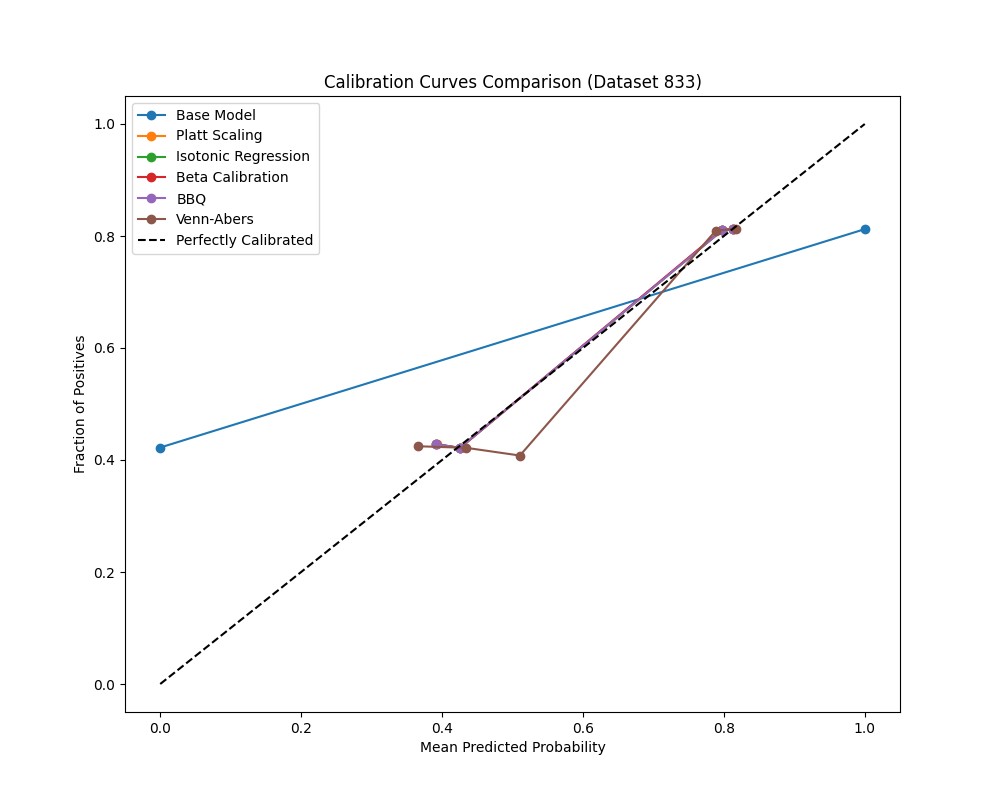 Calibration Curves Comparison (Dataset 833)
Base Model
Platt Scaling
Isotonic Regression
Beta Calibration
BBQ
Venn-Abers
Perfectly Calibrated
Fraction of Positives
1.0
0.8
0.6
0.4
0.2
0.0
0.0 0.2 0.4 0.6 0.8 1.0
Mean Predicted Probability